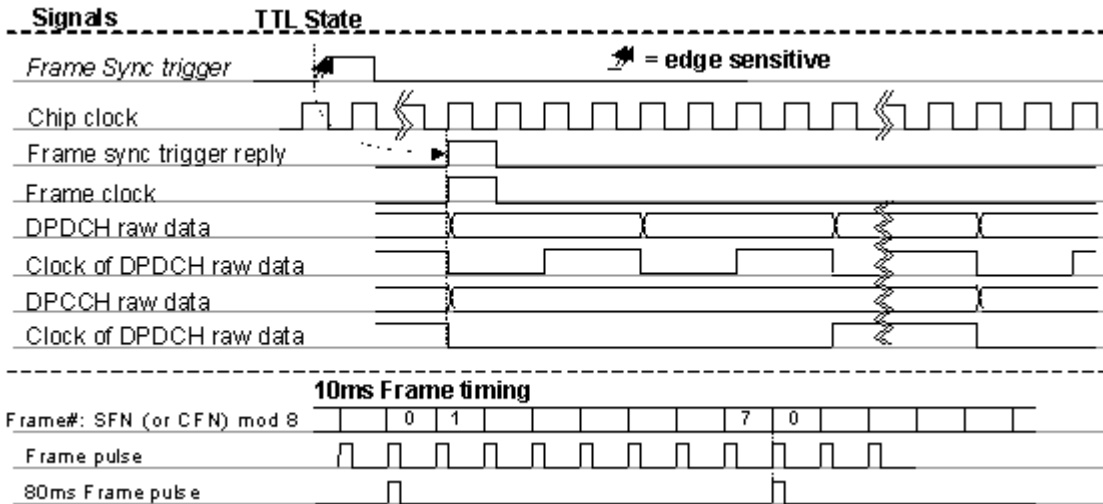 Signals TTL State
Frame Sync trigger = edge sensitive
Chip clock
Frame sync trigger reply
Frame clock
DPDCH raw data
Clock of DPDCH raw data
DPCCH raw data
Clock of DPDCH raw data
10ms Frame timing
Frame#: SFN (or CFN) mod 8 0 1 7 0
Frame pulse
80ms Frame pulse